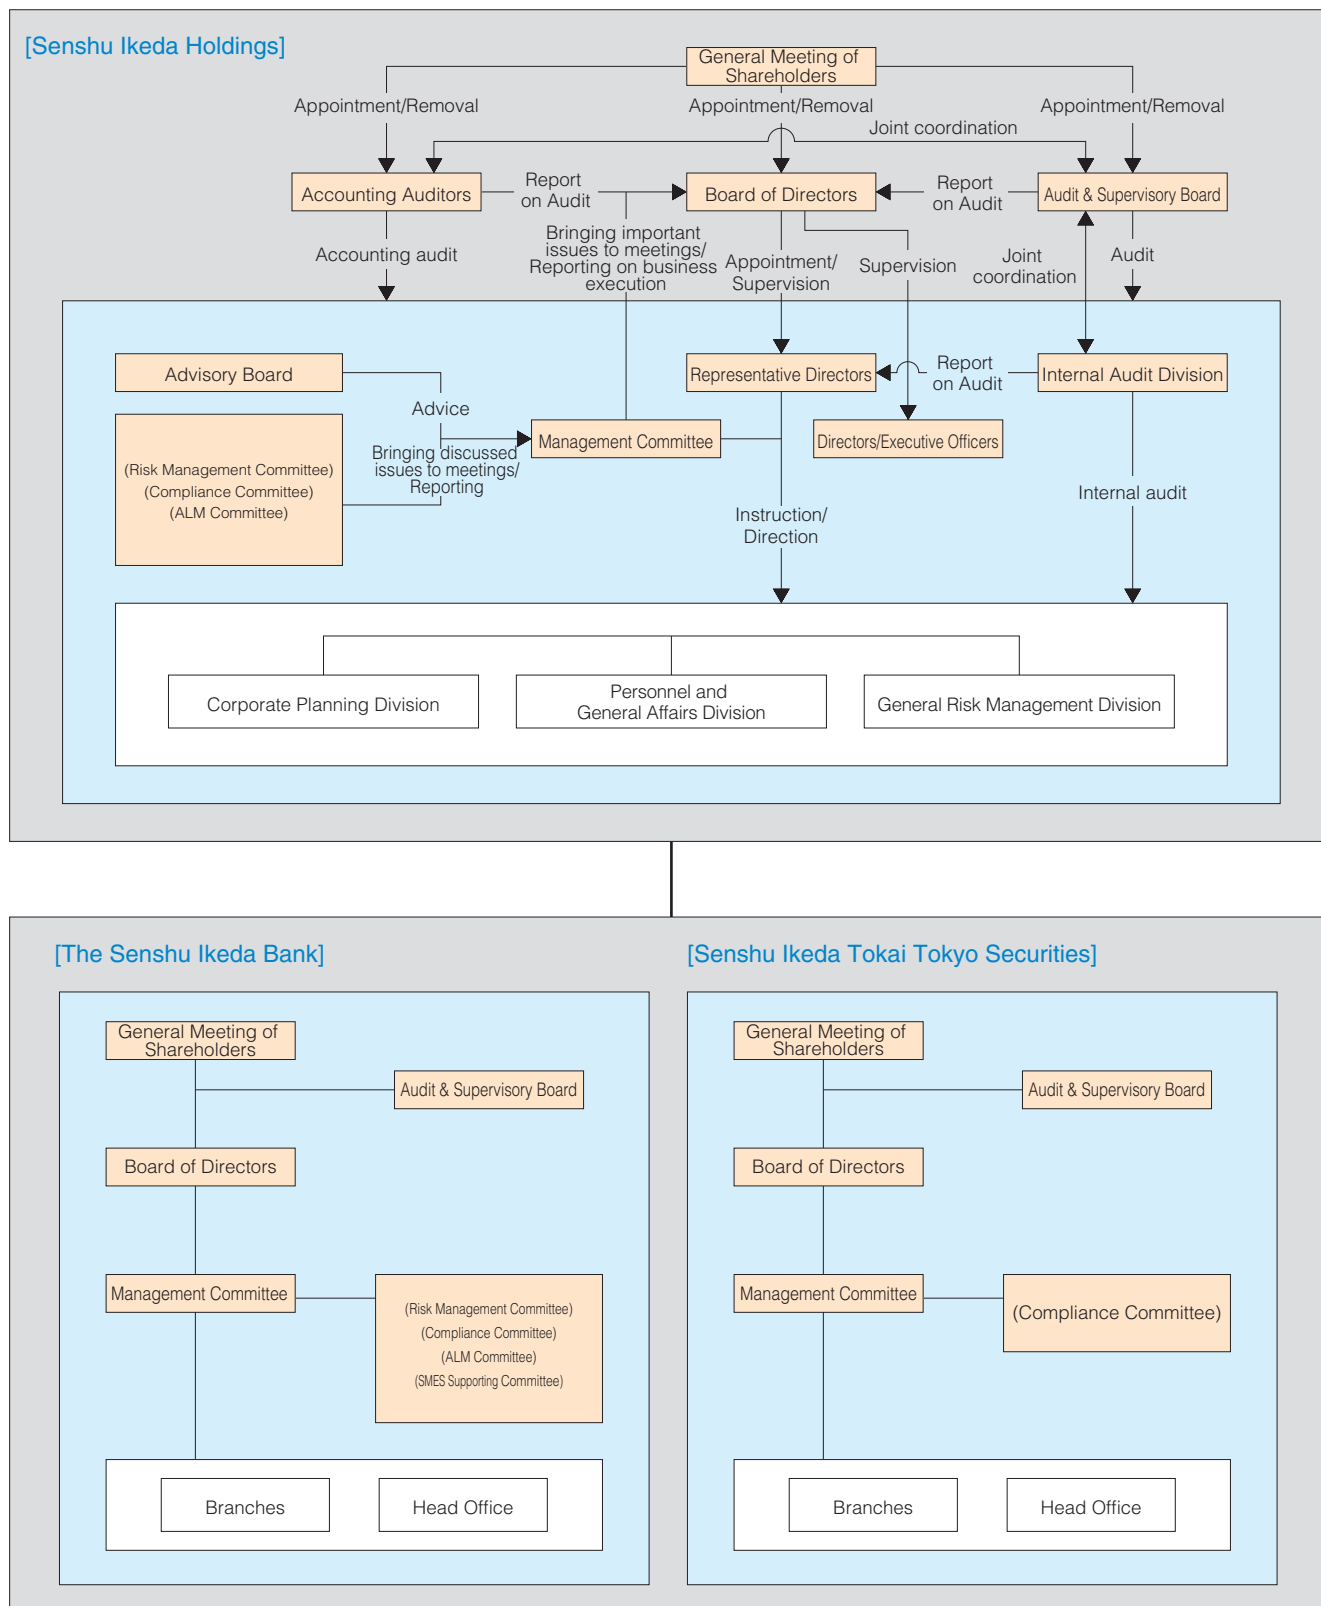 [Senshu Ikeda Holdings]
General Meeting of
Shareholders
Appointment/Removal
Appointment/Removal
Appointment/Removal
Joint coordination
Accounting Auditors
Report
on Audit
Board of Directors
Report
on Audit
Audit & Supervisory Board
Accounting audit
Bringing important
issues to meetings/
Reporting on business
execution
Appointment/
Supervision
Supervision
Joint
coordination
Audit
Advisory Board
Representative Directors
Report
on Audit
Internal Audit Division
Advice
Management Committee
Directors/Executive Officers
(Risk Management Committee)
(Compliance Committee)
(ALM Committee)
Bringing discussed
issues to meetings/
Reporting
Instruction/
Direction
Internal audit
Corporate Planning Division
Personnel and
General Affairs Division
General Risk Management Division
[The Senshu Ikeda Bank]
General Meeting of
Shareholders
Audit & Supervisory Board
Board of Directors
Management Committee
(Risk Management Committee)
(Compliance Committee)
(ALM Committee)
(SMES Supporting Committee)
Branches
Head Office
[Senshu Ikeda Tokai Tokyo Securities]
General Meeting of
Shareholders
Audit & Supervisory Board
Board of Directors
Management Committee
(Compliance Committee)
Branches
Head Office